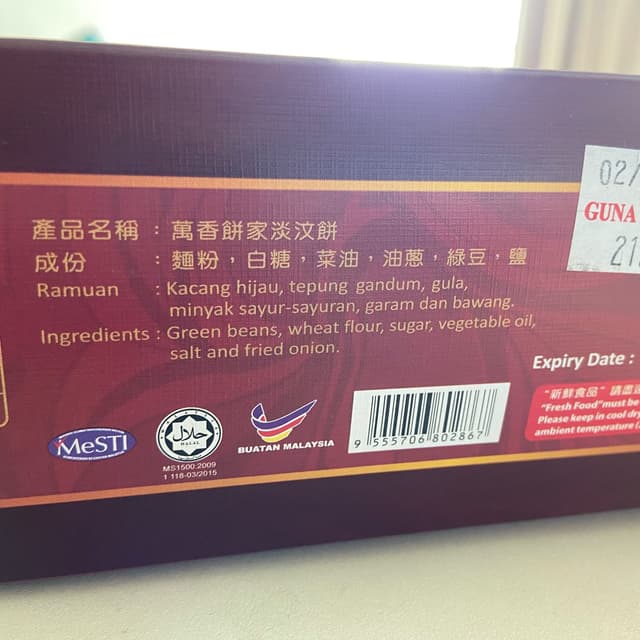 02/
GUNA
21
產品名稱 : 萬香餅家淡汶餅
成份 : 麵粉，白糖，菜油，油蔥，綠豆，鹽
Ramuan : Kacang hijau, tepung gandum, gula,
minyak sayur-sayuran, garam dan bawang.
Ingredients : Green beans, wheat flour, sugar, vegetable oil,
salt and fried onion.
Expiry Date :
"新鮮食品" 請盡
"Fresh Food"must be
Please keep in cool d
ambient temperature (2
MeSTI
حلال
HALAL
MS1500:2009
1 118-03/2015
BUATAN MALAYSIA
9 555706 802867